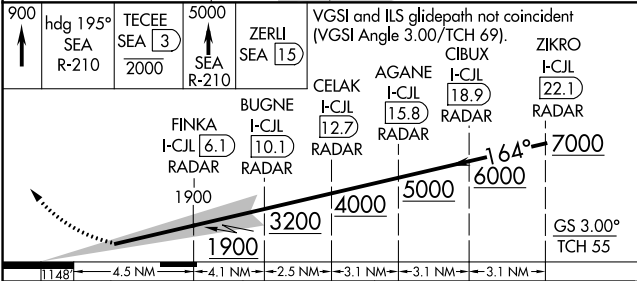 900
hdg 195°
SEA
R-210
TECEE
SEA 3
2000
5000
SEA
R-210
ZERLI
SEA 15
VGSI and ILS glidepath not coincident
(VGSI Angle 3.00/TCH 69).
FINKA
I-CJL 6.1
RADAR
1900
BUGNE
I-CJL
10.1
RADAR
CELAK
I-CJL
12.7
RADAR
AGANE
I-CJL
15.8
RADAR
CIBUX
I-CJL
18.9
RADAR
ZIKRO
I-CJL
22.1
RADAR
164°
7000
6000
5000
4000
3200
1900
GS 3.00°
TCH 55
1148'
4.5 NM
4.1 NM
2.5 NM
3.1 NM
3.1 NM
3.1 NM